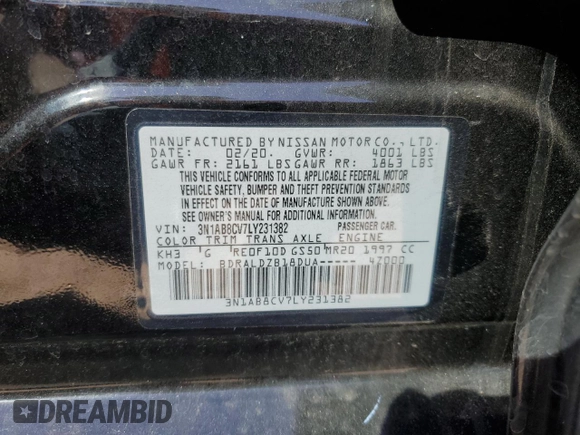 MANUFACTURED BY NISSAN MOTOR CO., LTD.
DATE: 02/20. GVWR: 4001 LBS
GAWR FR: 2161 LBS GAWR RR: 1863 LBS
THIS VEHICLE CONFORMS TO ALL APPLICABLE FEDERAL MOTOR
VEHICLE SAFETY, BUMPER AND THEFT PREVENTION STANDARDS
IN EFFECT ON THE DATE OF MANUFACTURE SHOWN ABOVE.
SEE OWNER'S MANUAL FOR ADDITIONAL INFORMATION.
VIN: 3N1AB8CV7LY231382 PASSENGER CAR.
COLOR TRIM TRANS AXLE ENGINE
KH3 G RE0F10D GS50 MR20 1997 CC
MODEL: BDRALDZB18DUA----- 4Z000
3N1AB8CV7LY231382
DREAMBID